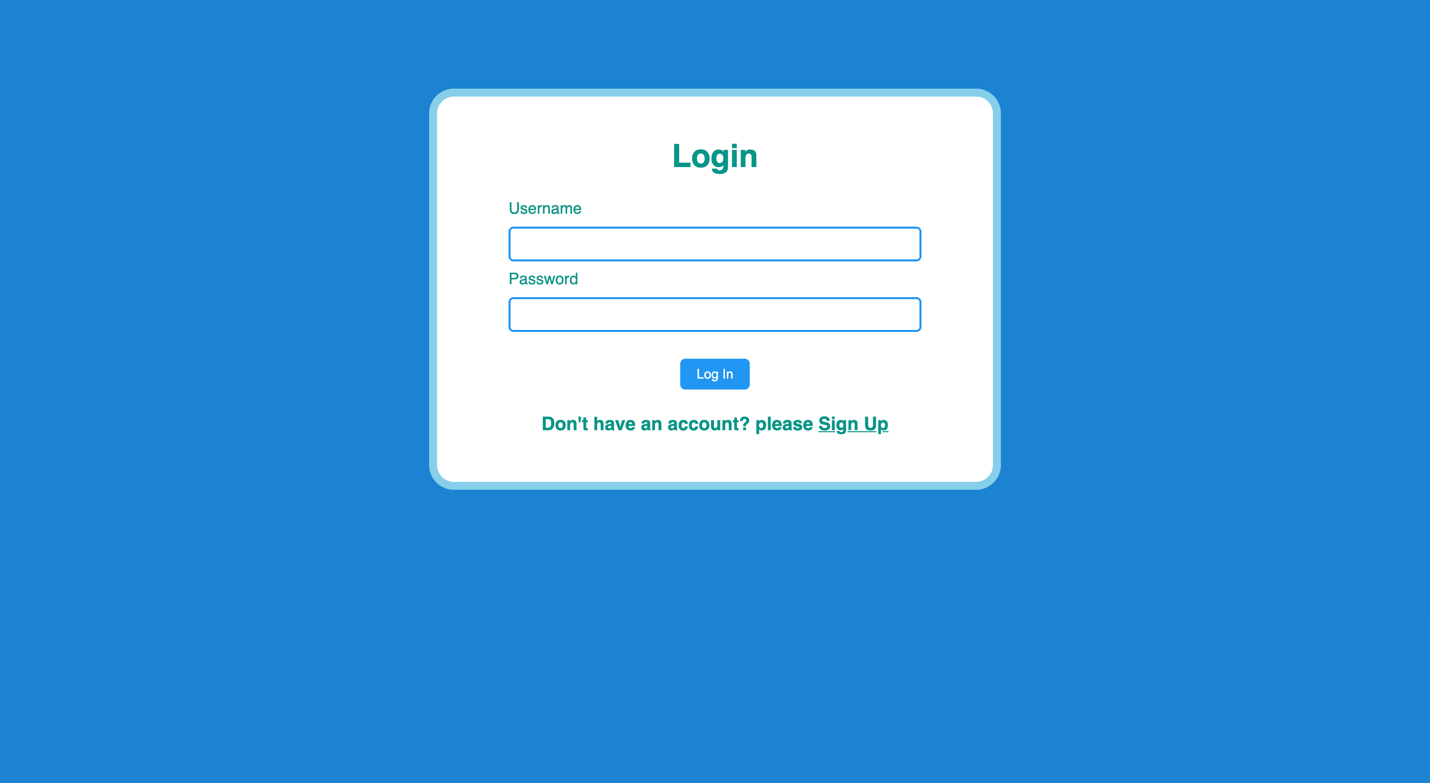 Login
Username
Password
Log In
Don't have an account? please Sign Up